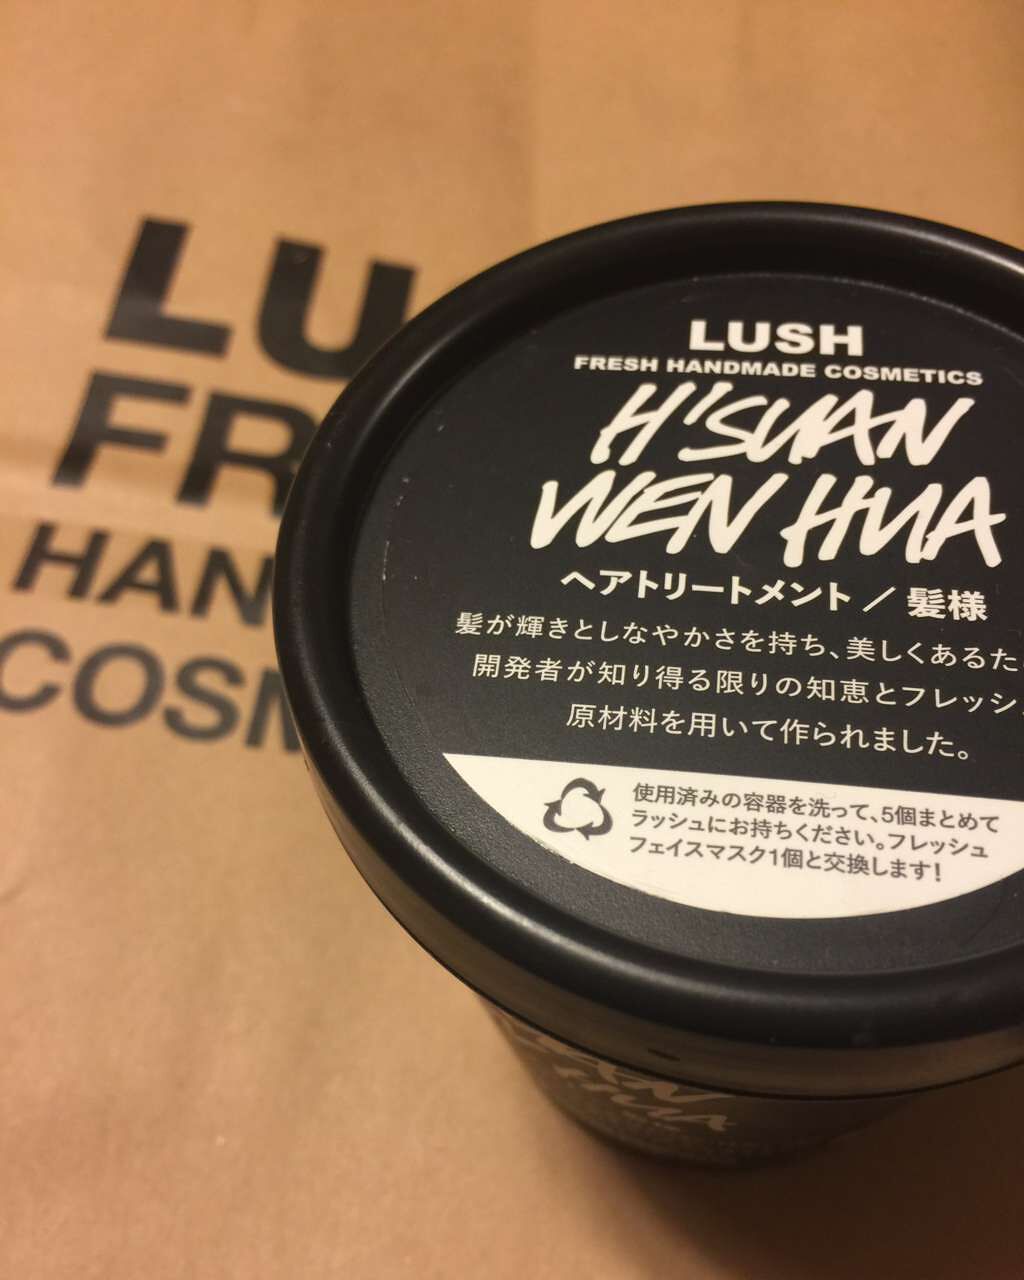 LU
FR
HAN
COSM
LUSH
FRESH HANDMADE COSMETICS
H'SUAN
WEN HUA
ヘアトリートメント / 髪様
髪が輝きとしなやかさを持ち、美しくあるた
開発者が知り得る限りの知恵とフレッシ
原材料を用いて作られました。
使用済みの容器を洗って、5個まとめて
ラッシュにお持ちください。フレッシュ
フェイスマスク1個と交換します!